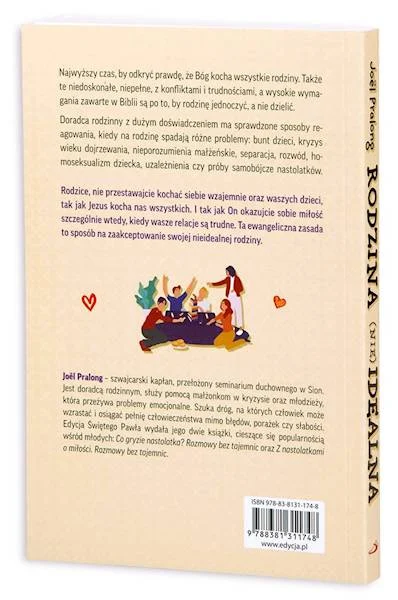 Najwyższy czas, by odkryć prawdę, że Bóg kocha wszystkie rodziny. Także
te niedoskonałe, niepełne, z konfliktami i trudnościami, a wysokie wyma-
gania zawarte w Biblii są po to, by rodzinę jednoczyć, a nie dzielić.
Doradca rodzinny z dużym doświadczeniem ma sprawdzone sposoby re-
agowania, kiedy na rodzinę spadają różne problemy: bunt dzieci, kryzys
wieku dojrzewania, nieporozumienia małżeńskie, separacja, rozwód, ho-
moseksualizm dziecka, uzależnienia czy próby samobójcze nastolatków.
Rodzice, nie przestawajcie kochać siebie wzajemnie oraz waszych dzieci,
tak jak Jezus kocha nas wszystkich. I tak jak On okazujcie sobie miłość
szczególnie wtedy, kiedy wasze relacje są trudne. Ta ewangeliczna zasada
to sposób na zaakceptowanie swojej nieidealnej rodziny.
Joël Pralong – szwajcarski kapłan, przełożony seminarium duchownego w Sion.
Jest doradcą rodzinnym, służy pomocą małżonkom w kryzysie oraz młodzieży,
która przeżywa problemy emocjonalne. Szuka dróg, na których człowiek może
wzrastać i osiągać pełnię człowieczeństwa mimo błędów, porażek czy słabości.
Edycja Świętego Pawła wydała jego dwie książki, cieszące się popularnością
wśród młodych: Co gryzie nastolatka? Rozmowy bez tajemnic oraz Z nastolatkami
o miłości. Rozmowy bez tajemnic.
ISBN 978-83-8131-174-8
9 788381 311748
www.edycja.pl
Joël Pralong
RODZINA (NIE) IDEALNA